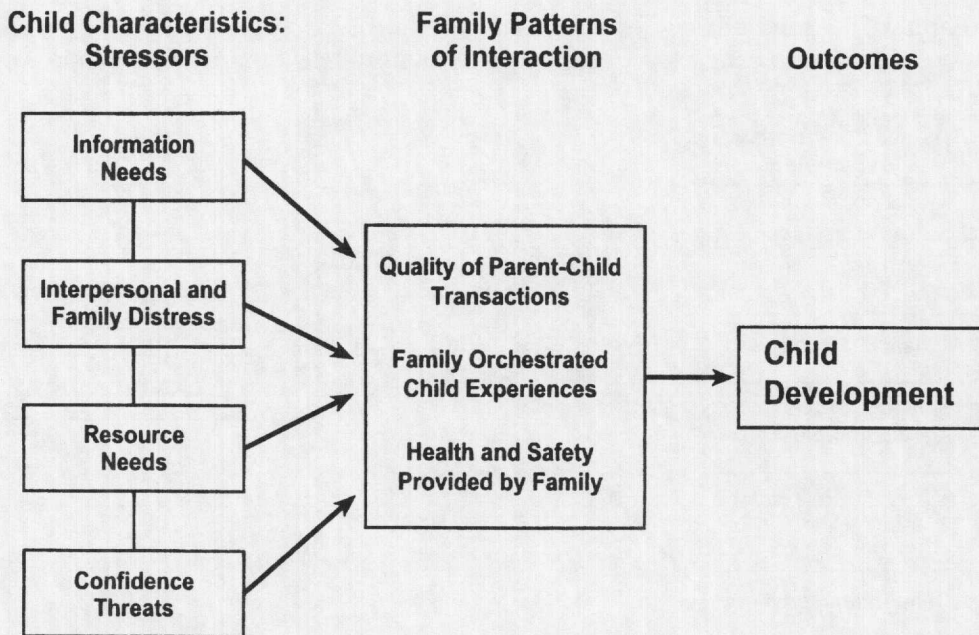 Child Characteristics:
Stressors
Family Patterns
of Interaction
Outcomes
Information
Needs
Interpersonal and
Family Distress
Resource
Needs
Confidence
Threats
Quality of Parent-Child
Transactions
Family Orchestrated
Child Experiences
Health and Safety
Provided by Family
Child
Development